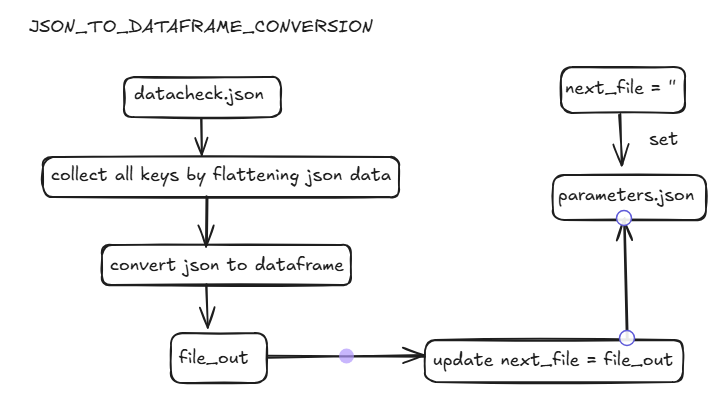 JSON_TO_DATAFRAME_CONVERSION
datacheck.json
collect all keys by flattening json data
convert json to dataframe
file_out
update next_file = file_out
next_file = ''
set
parameters.json